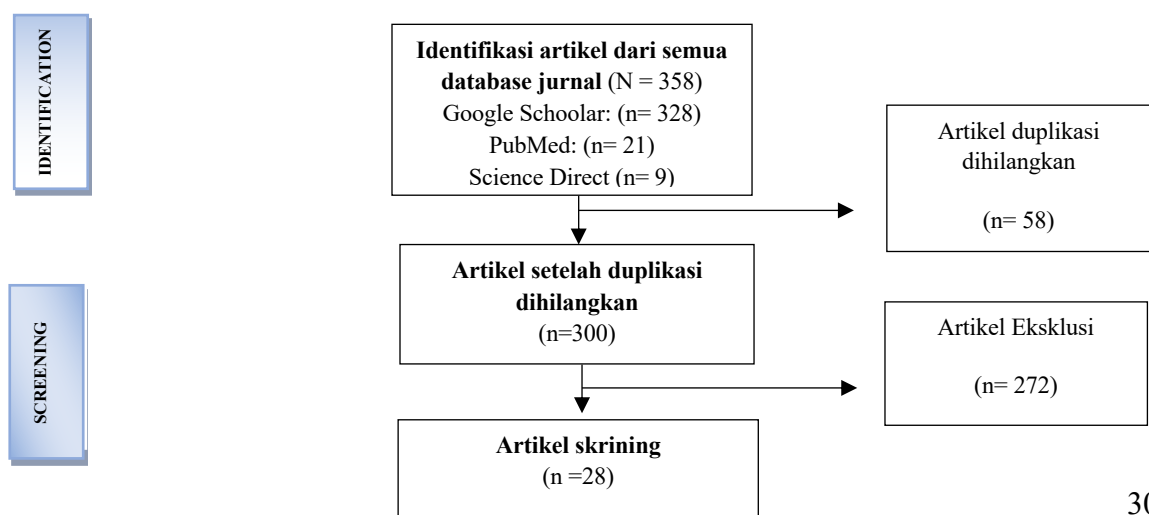 IDENTIFICATION
Identifikasi artikel dari semua
database jurnal (N = 358)
Google Schoolar: (n= 328)
PubMed: (n= 21)
Science Direct (n= 9)
Artikel duplikasi
dihilangkan
(n= 58)
Artikel setelah duplikasi
dihilangkan
(n=300)
SCREENING
Artikel Eksklusi
(n= 272)
Artikel skrining
(n =28)
30